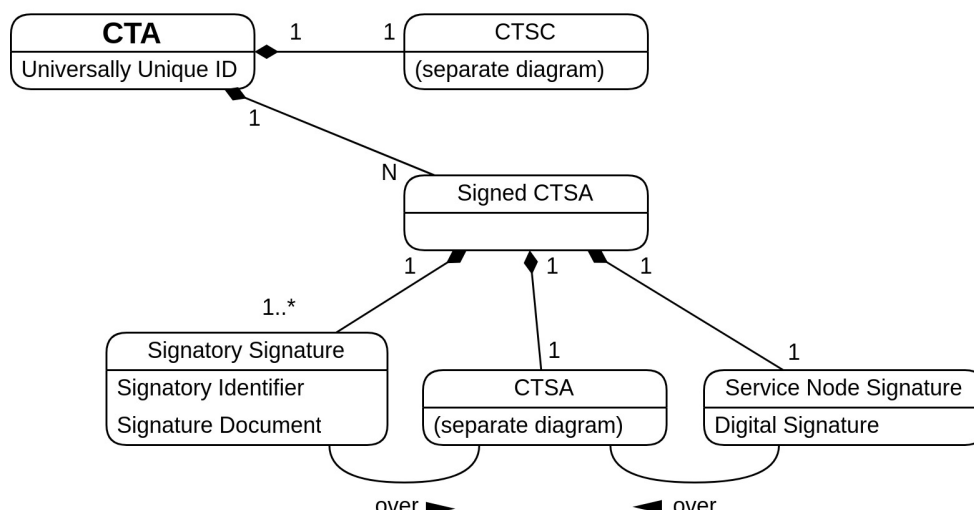 CTA
Universally Unique ID
1
1
CTSC
(separate diagram)
1
N
Signed CTSA
1
1
1
1..*
1
1
Signatory Signature
Signatory Identifier
Signature Document
CTSA
(separate diagram)
Service Node Signature
Digital Signature
over
over